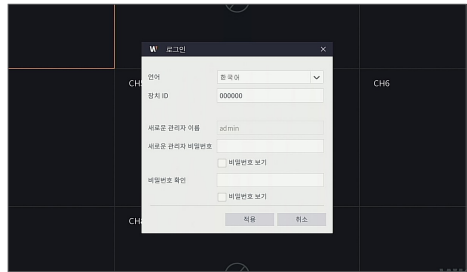 W 로그인 ×
언어 한국어
장치 ID 000000
새로운 관리자 이름 admin
새로운 관리자 비밀번호
비밀번호 보기
비밀번호 확인
비밀번호 보기
적용 취소
CH6